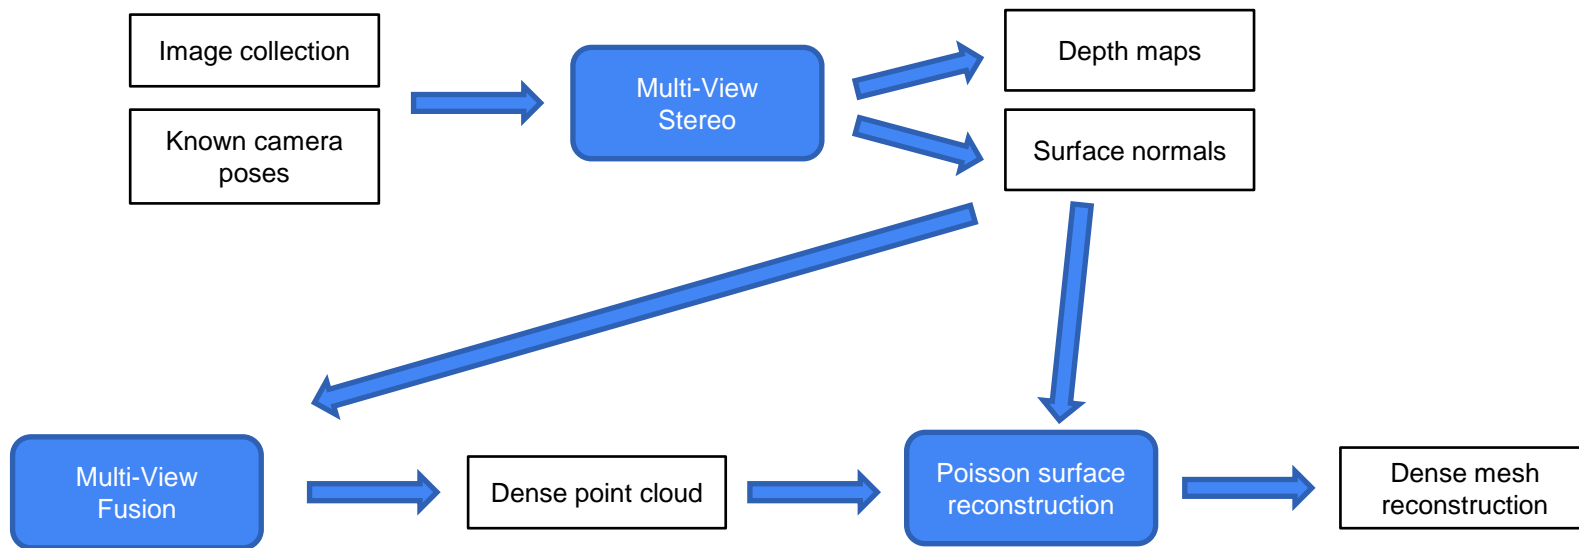 Image collection
Known camera
poses
Multi-View
Stereo
Depth maps
Surface normals
Multi-View
Fusion
Dense point cloud
Poisson surface
reconstruction
Dense mesh
reconstruction